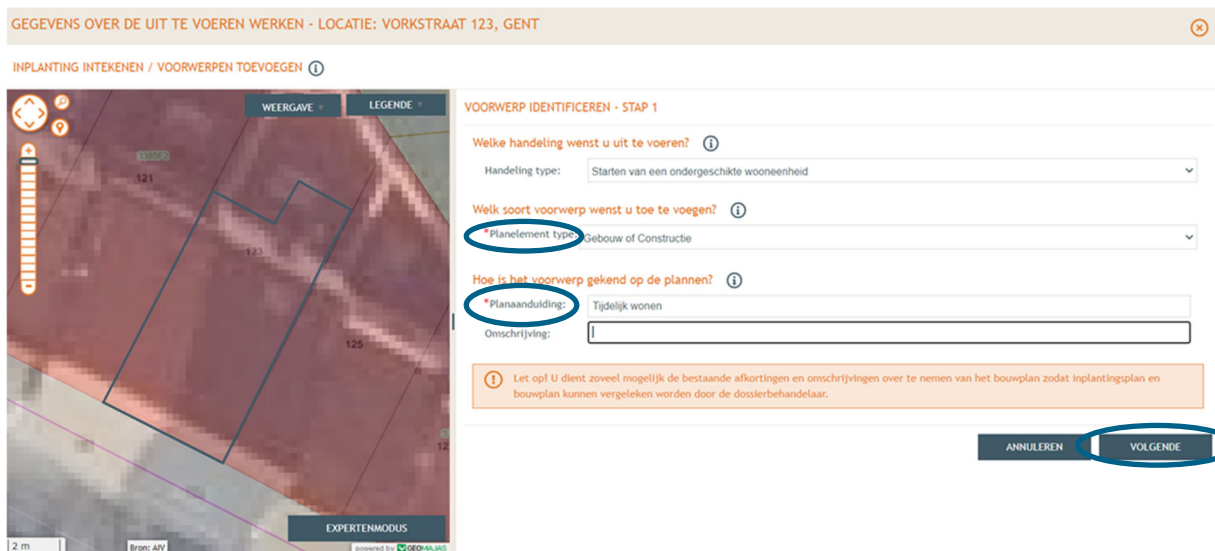 GEGEVENS OVER DE UIT TE VOEREN WERKEN - LOCATIE: VORKSTRAAT 123, GENT
INPLANTING INTEKENEN / VOORWERPEN TOEVOEGEN
WEERGAVE
LEGENDE
3385F2
121
123
125
12
EXPERTENMODUS
2 m
Bron: AIV
powered by GEOMAJAS
VOORWERP IDENTIFICEREN - STAP 1
Welke handeling wenst u uit te voeren?
Handeling type: Starten van een ondergeschikte wooneenheid
Welk soort voorwerp wenst u toe te voegen?
*Planelement type: Gebouw of Constructie
Hoe is het voorwerp gekend op de plannen?
*Planaanduiding: Tijdelijk wonen
Omschrijving:
Let op! U dient zoveel mogelijk de bestaande afkortingen en omschrijvingen over te nemen van het bouwplan zodat inplantingsplan en
bouwplan kunnen vergeleken worden door de dossierbehandelaar.
ANNULEREN
VOLGENDE